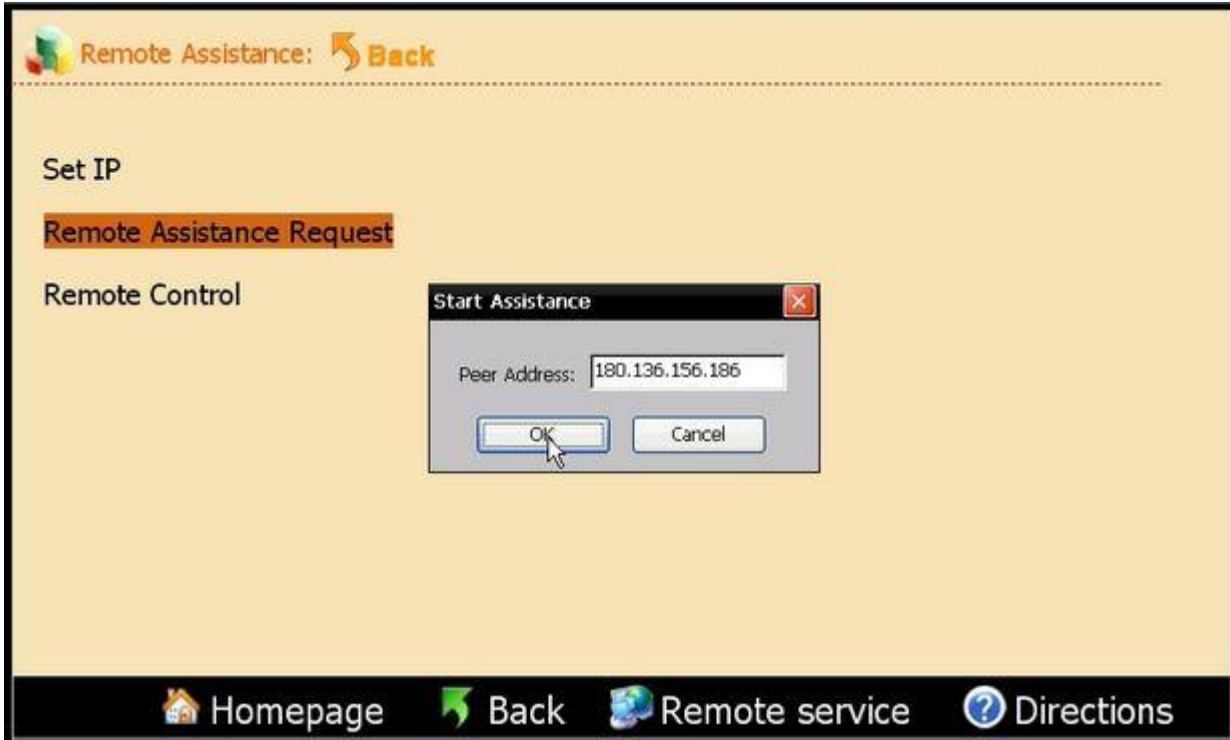 Remote Assistance: Back
Set IP
Remote Assistance Request
Remote Control
Start Assistance
Peer Address: 180.136.156.186
OK Cancel
Homepage Back Remote service Directions